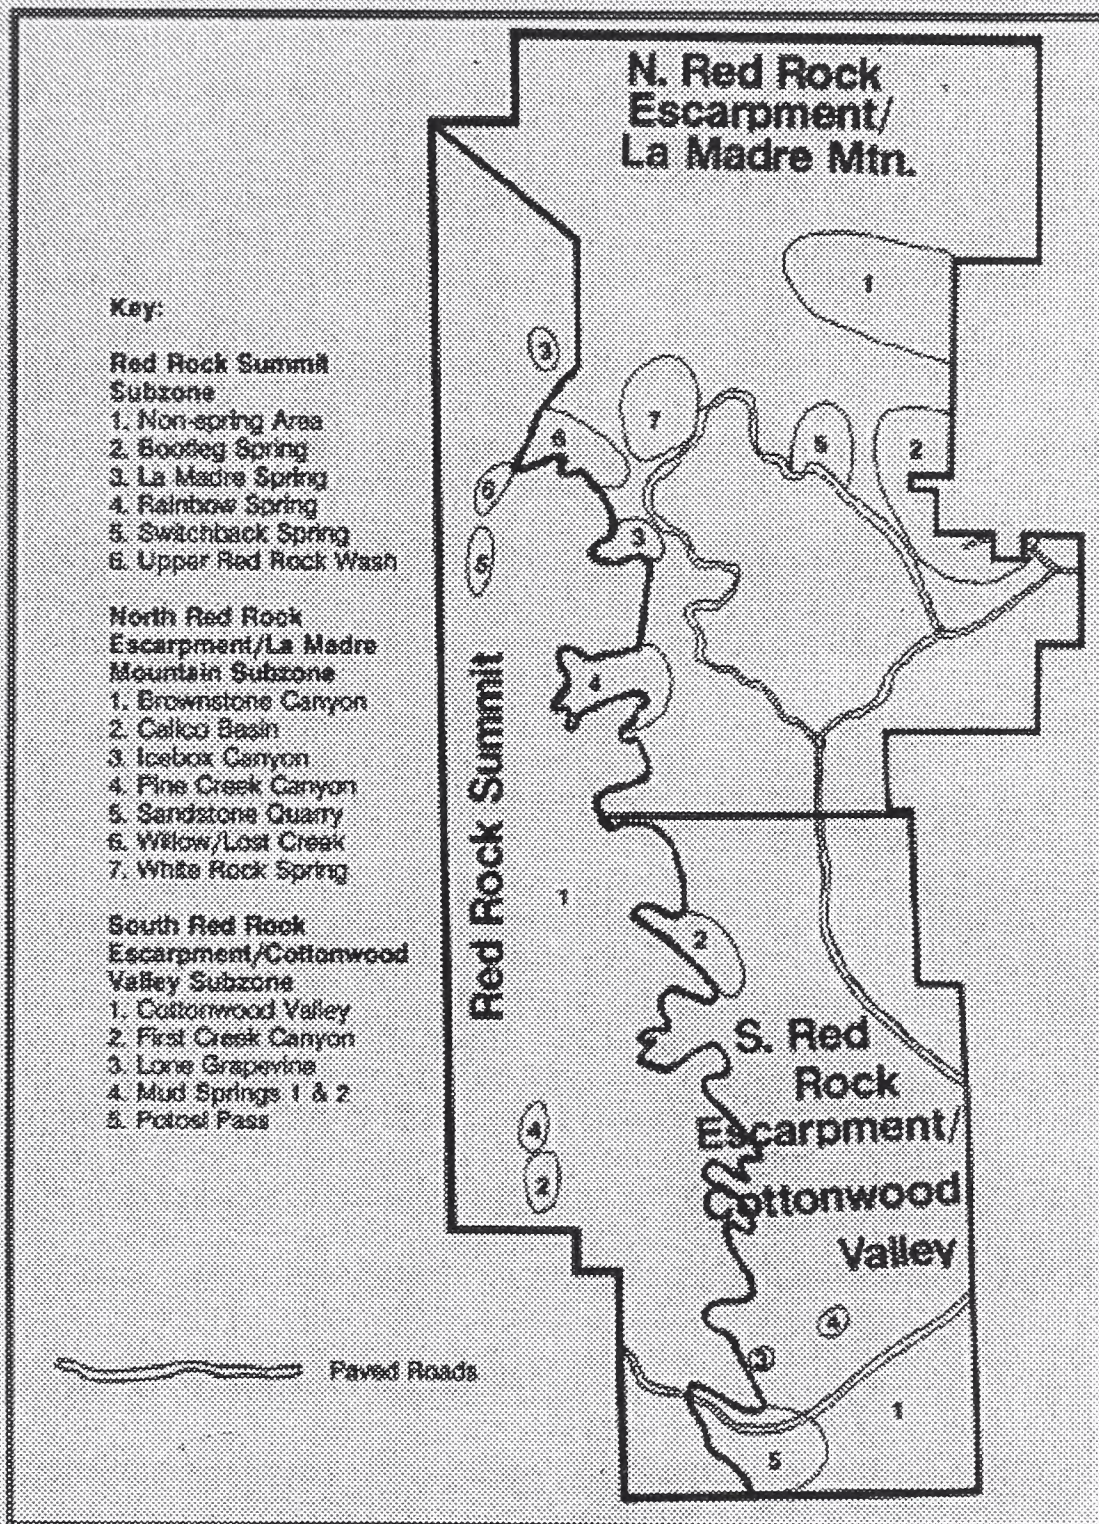 N. Red Rock
Escarpment/
La Madre Mtn.
1
Key:
Red Rock Summit
Subzone
1. Non-spring Area
2. Bootleg Spring
3. La Madre Spring
4. Rainbow Spring
5. Switchback Spring
6. Upper Red Rock Wash
North Red Rock
Escarpment/La Madre
Mountain Subzone
1. Brownstone Canyon
2. Calico Basin
3. Icebox Canyon
4. Pine Creek Canyon
5. Sandstone Quarry
6. Willow/Lost Creek
7. White Rock Spring
South Red Rock
Escarpment/Cottonwood
Valley Subzone
1. Cottonwood Valley
2. First Creek Canyon
3. Lone Grapevine
4. Mud Springs 1 & 2
5. Potosi Pass
Paved Roads
3
7
6
5
2
6
5
3
4
Red Rock Summit
1
2
S. Red
Rock
Escarpment/
Cottonwood
Valley
4
2
4
3
1
5